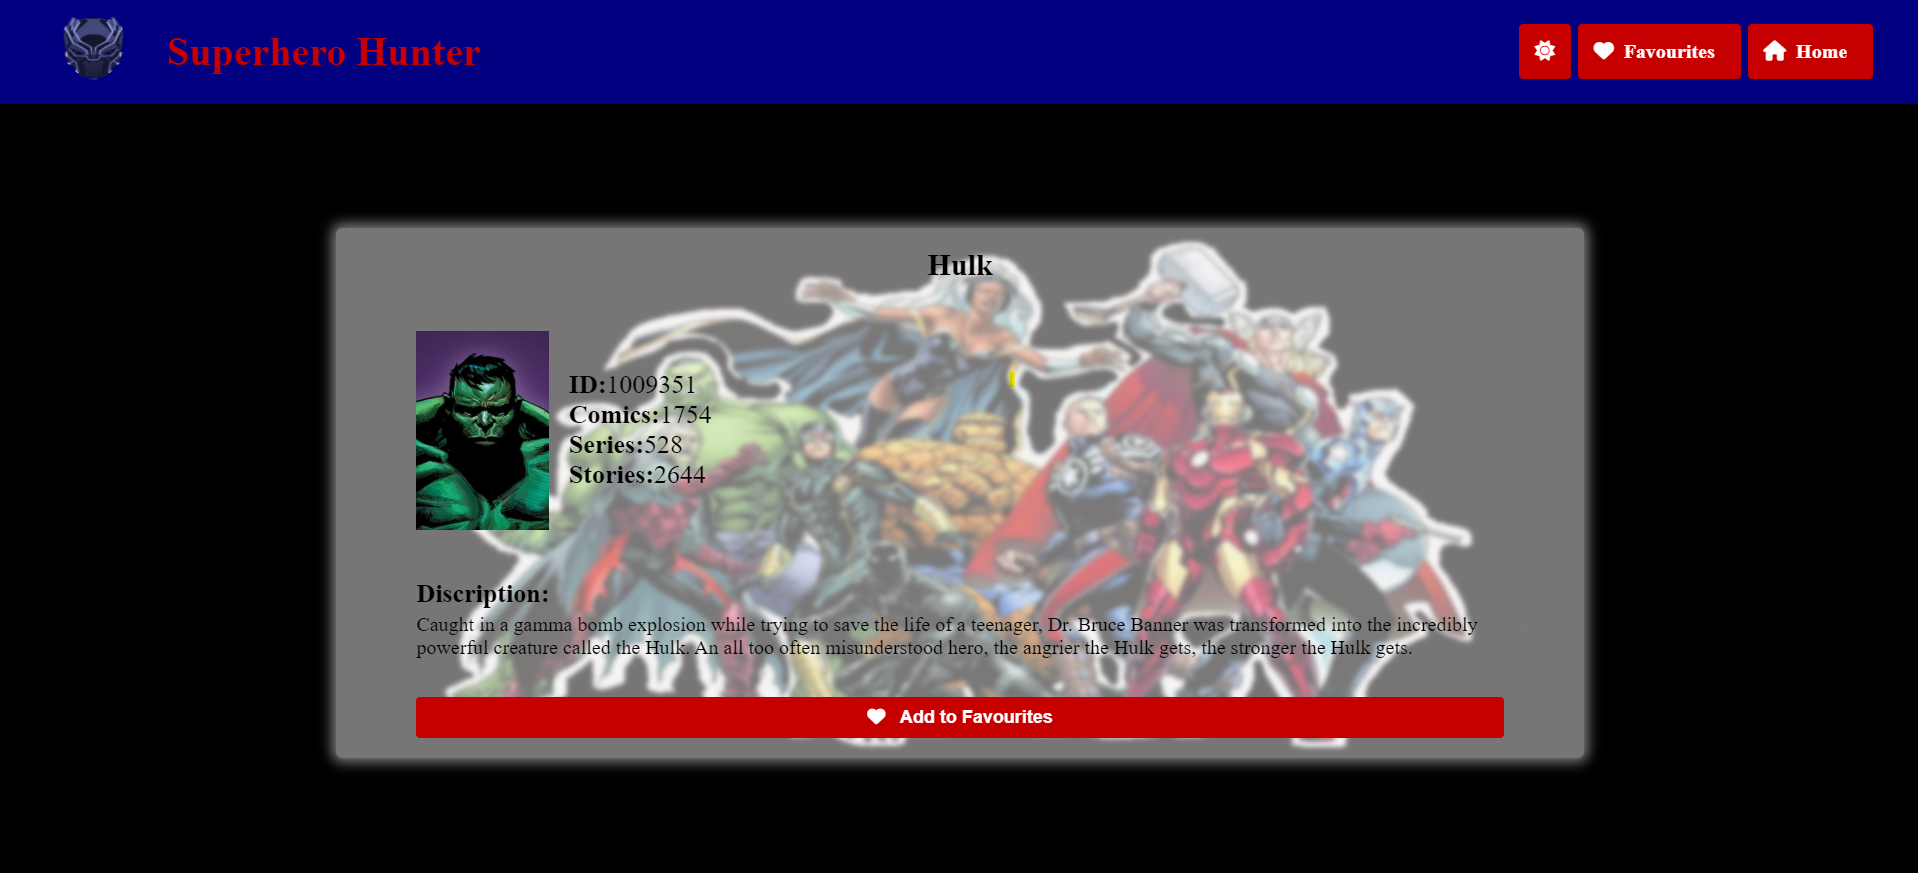 Superhero Hunter
Favourites
Home
Hulk
ID:1009351
Comics:1754
Series:528
Stories:2644
Discription:
Caught in a gamma bomb explosion while trying to save the life of a teenager, Dr. Bruce Banner was transformed into the incredibly
powerful creature called the Hulk. An all too often misunderstood hero, the angrier the Hulk gets, the stronger the Hulk gets.
Add to Favourites